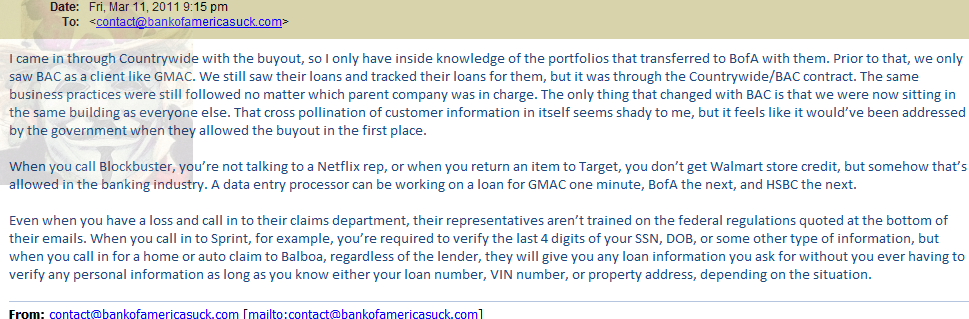 Date: Fri, Mar 11, 2011 9:15 pm
To: <contact@bankofamericasuck.com>
I came in through Countrywide with the buyout, so I only have inside knowledge of the portfolios that transferred to BofA with them. Prior to that, we only
saw BAC as a client like GMAC. We still saw their loans and tracked their loans for them, but it was through the Countrywide/BAC contract. The same
business practices were still followed no matter which parent company was in charge. The only thing that changed with BAC is that we were now sitting in
the same building as everyone else. That cross pollination of customer information in itself seems shady to me, but it feels like it would've been addressed
by the government when they allowed the buyout in the first place.
When you call Blockbuster, you're not talking to a Netflix rep, or when you return an item to Target, you don't get Walmart store credit, but somehow that's
allowed in the banking industry. A data entry processor can be working on a loan for GMAC one minute, BofA the next, and HSBC the next.
Even when you have a loss and call in to their claims department, their representatives aren't trained on the federal regulations quoted at the bottom of
their emails. When you call in to Sprint, for example, you're required to verify the last 4 digits of your SSN, DOB, or some other type of information, but
when you call in for a home or auto claim to Balboa, regardless of the lender, they will give you any loan information you ask for without you ever having to
verify any personal information as long as you know either your loan number, VIN number, or property address, depending on the situation.
From: contact@bankofamericasuck.com [mailto:contact@bankofamericasuck.com]